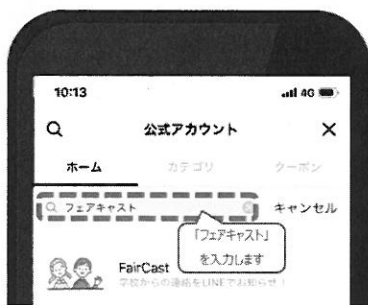 10:13 4G
公式アカウント ×
ホーム カテゴリ クーポン
フェアキャスト キャンセル
「フェアキャスト」
を入力します
FairCast
学校からの連絡をLINEでお知らせ！